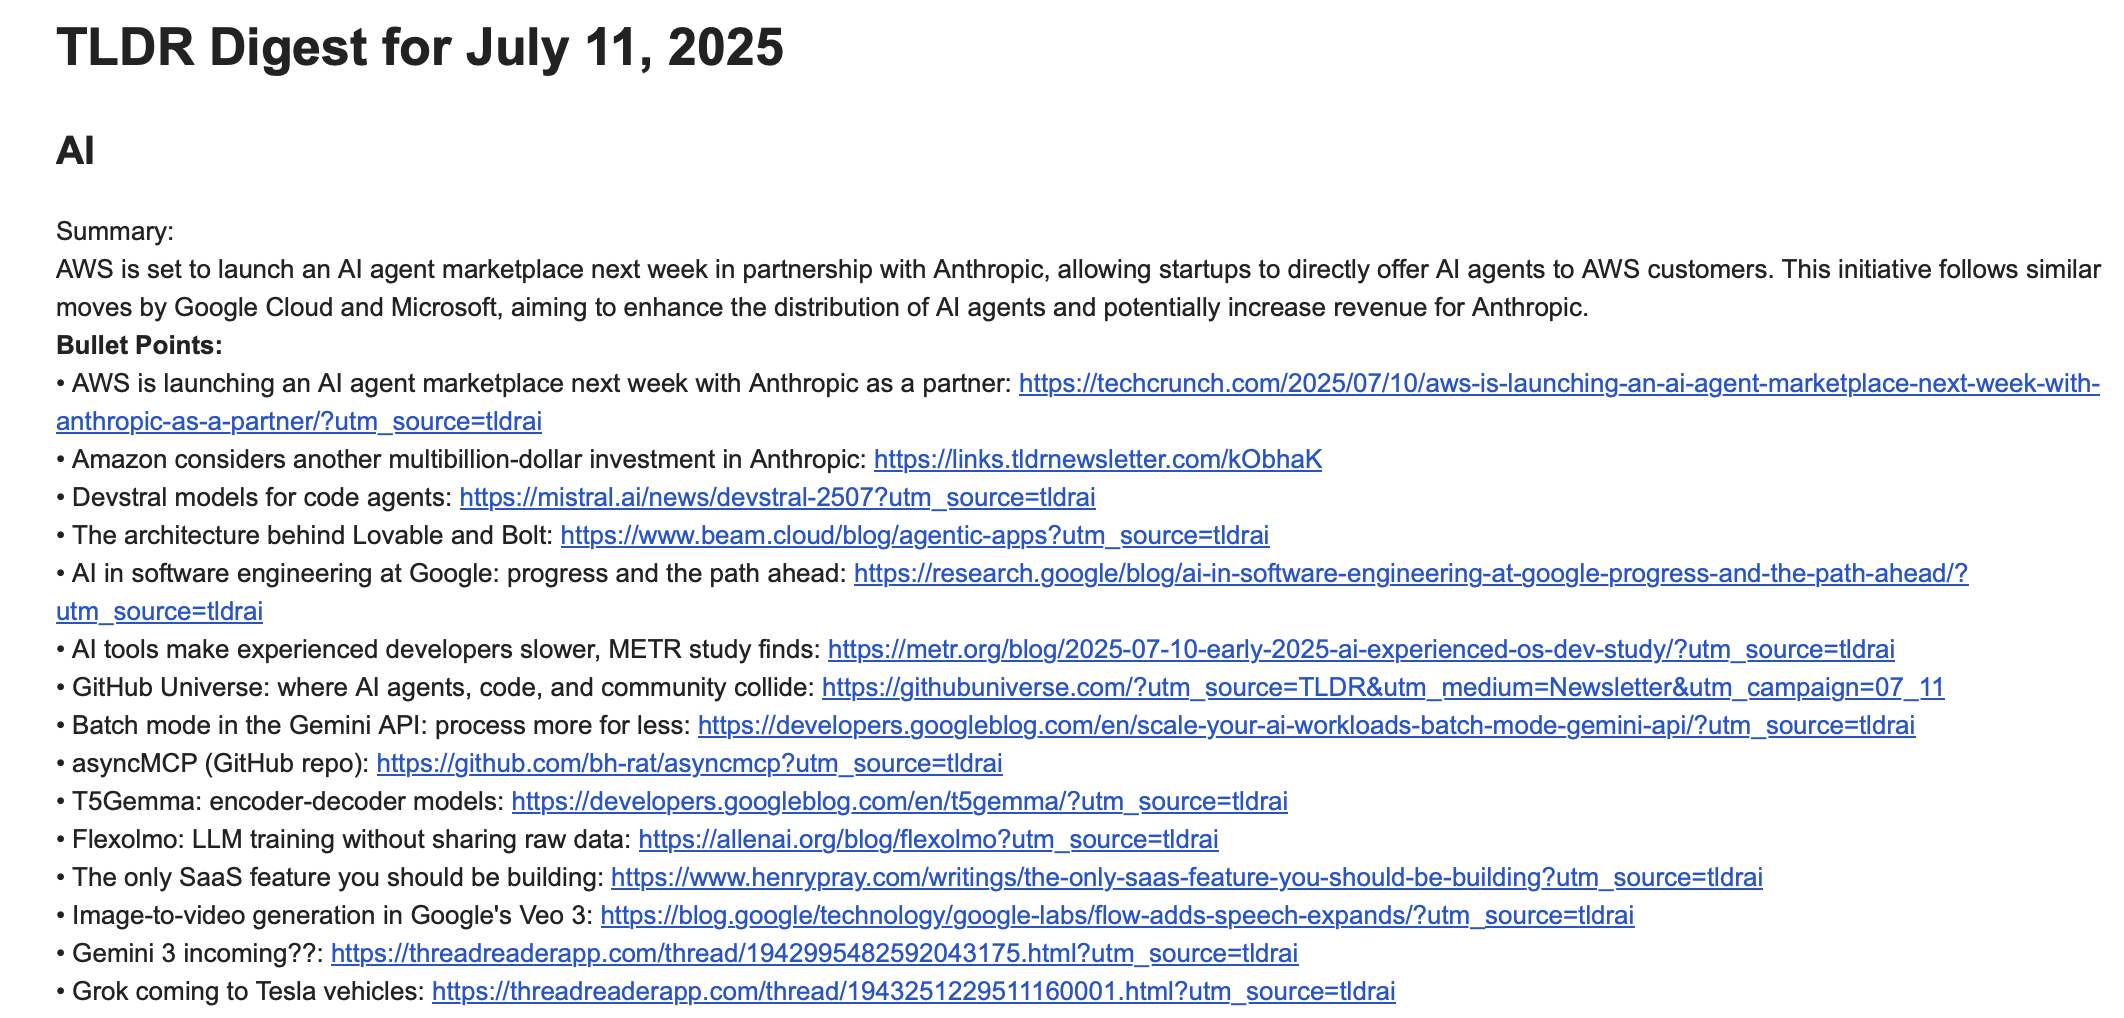 TLDR Digest for July 11, 2025
AI
Summary:
AWS is set to launch an AI agent marketplace next week in partnership with Anthropic, allowing startups to directly offer AI agents to AWS customers. This initiative follows similar
moves by Google Cloud and Microsoft, aiming to enhance the distribution of AI agents and potentially increase revenue for Anthropic.
Bullet Points:
• AWS is launching an AI agent marketplace next week with Anthropic as a partner: https://techcrunch.com/2025/07/10/aws-is-launching-an-ai-agent-marketplace-next-week-with-
anthropic-as-a-partner/?utm_source=tldrai
• Amazon considers another multibillion-dollar investment in Anthropic: https://links.tldrnewsletter.com/kObhaK
• Devstral models for code agents: https://mistral.ai/news/devstral-2507?utm_source=tldrai
• The architecture behind Lovable and Bolt: https://www.beam.cloud/blog/agentic-apps?utm_source=tldrai
• AI in software engineering at Google: progress and the path ahead: https://research.google/blog/ai-in-software-engineering-at-google-progress-and-the-path-ahead/?
utm_source=tldrai
• AI tools make experienced developers slower, METR study finds: https://metr.org/blog/2025-07-10-early-2025-ai-experienced-os-dev-study/?utm_source=tldrai
• GitHub Universe: where AI agents, code, and community collide: https://githubuniverse.com/?utm_source=TLDR&utm_medium=Newsletter&utm_campaign=07_11
• Batch mode in the Gemini API: process more for less: https://developers.googleblog.com/en/scale-your-ai-workloads-batch-mode-gemini-api/?utm_source=tldrai
• asyncMCP (GitHub repo): https://github.com/bh-rat/asyncmcp?utm_source=tldrai
• T5Gemma: encoder-decoder models: https://developers.googleblog.com/en/t5gemma/?utm_source=tldrai
• Flexolmo: LLM training without sharing raw data: https://allenai.org/blog/flexolmo?utm_source=tldrai
• The only SaaS feature you should be building: https://www.henrypray.com/writings/the-only-saas-feature-you-should-be-building?utm_source=tldrai
• Image-to-video generation in Google's Veo 3: https://blog.google/technology/google-labs/flow-adds-speech-expands/?utm_source=tldrai
• Gemini 3 incoming??: https://threadreaderapp.com/thread/1942995482592043175.html?utm_source=tldrai
• Grok coming to Tesla vehicles: https://threadreaderapp.com/thread/1943251229511160001.html?utm_source=tldrai